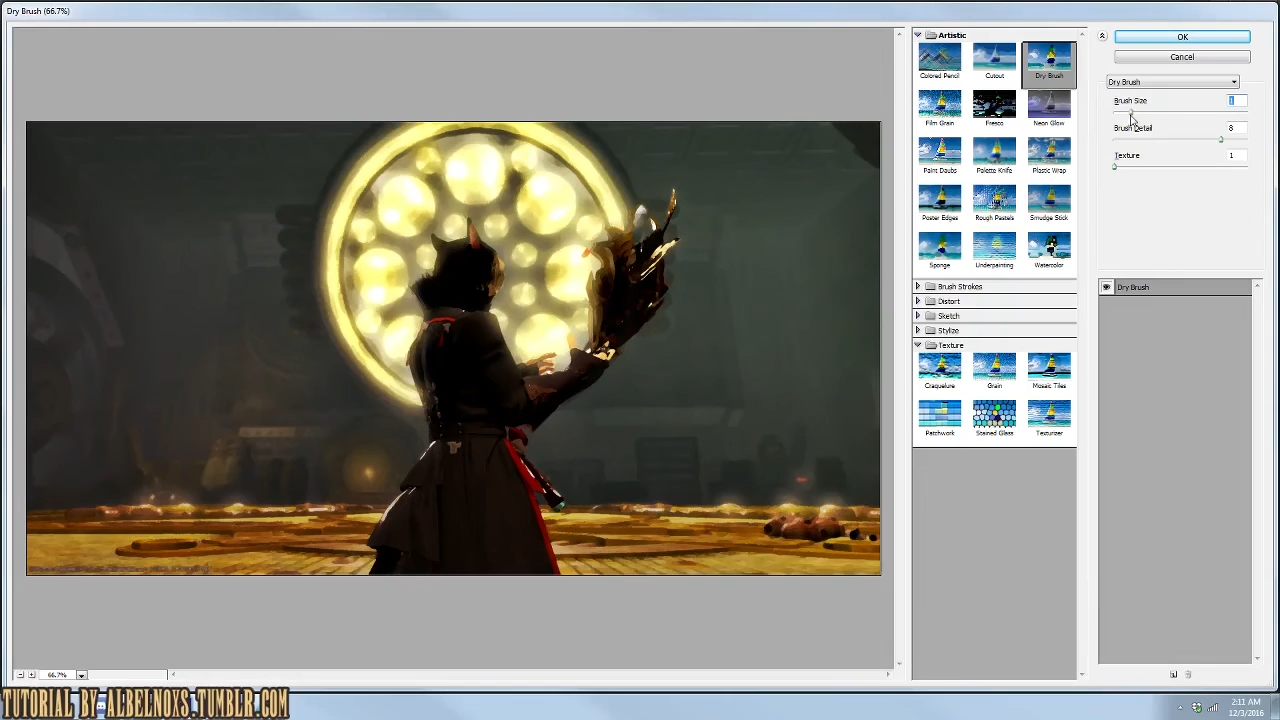 Dry Brush (66.7%)
Artistic
OK
Colored Pencil
Cutout
Dry Brush
Cancel
Dry Brush
Brush Size
1
Film Grain
Fresco
Neon Glow
Brush Detail
8
Paint Daubs
Palette Knife
Plastic Wrap
Texture
1
Poster Edges
Rough Pastels
Smudge Stick
Sponge
Underpainting
Watercolor
Brush Strokes
Dry Brush
Distort
Sketch
Stylize
Texture
Craquelure
Grain
Mosaic Tiles
Patchwork
Stained Glass
Texturizer
66.7%
TUTORIAL BY ALBELNOXS.TUMBLR.COM
2:11 AM
12/3/2016